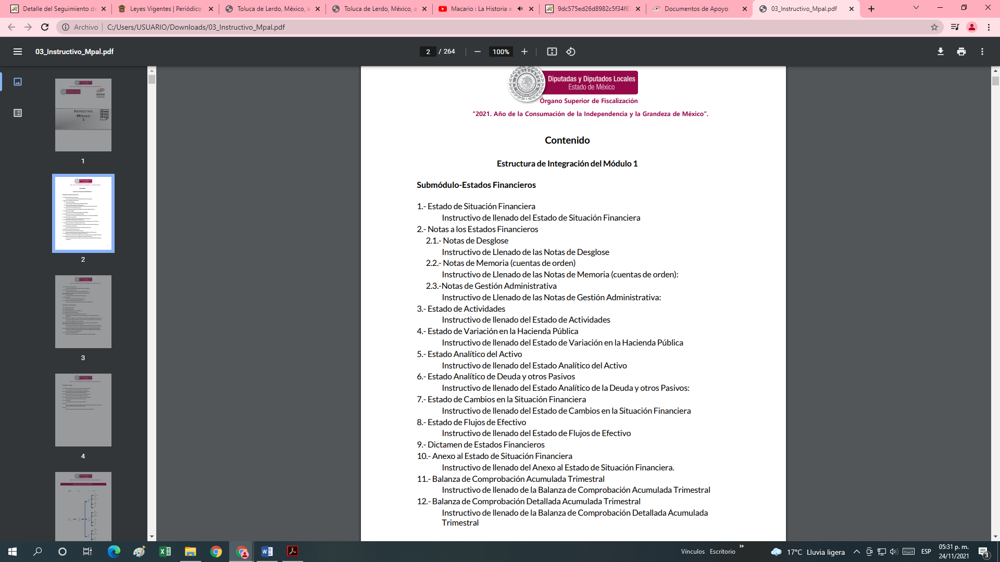 Detalle del Seguimiento de
Leyes Vigentes | Periódico
Toluca de Lerdo, México, a
Toluca de Lerdo, México, a
Macario : La Historia e
9dc575ed26d8982c5f34f87
Documentos de Apoyo
03_Instructivo_Mpal.pdf
Archivo
C:/Users/USUARIO/Downloads/03_Instructivo_Mpal.pdf
03_Instructivo_Mpal.pdf
2 / 264
100%
INSTRUCTIVO
MÓDULO
1
1
2
3
4
Diputadas y Diputados Locales
Estado de México
Órgano Superior de Fiscalización
"2021. Año de la Consumación de la Independencia y la Grandeza de México".
Contenido
Estructura de Integración del Módulo 1
Submódulo-Estados Financieros
1.- Estado de Situación Financiera
Instructivo de llenado del Estado de Situación Financiera
2.- Notas a los Estados Financieros
2.1.- Notas de Desglose
Instructivo de Llenado de las Notas de Desglose
2.2.- Notas de Memoria (cuentas de orden)
Instructivo de Llenado de las Notas de Memoria (cuentas de orden):
2.3.-Notas de Gestión Administrativa
Instructivo de Llenado de las Notas de Gestión Administrativa:
3.- Estado de Actividades
Instructivo de llenado del Estado de Actividades
4.- Estado de Variación en la Hacienda Pública
Instructivo de llenado del Estado de Variación en la Hacienda Pública
5.- Estado Analítico del Activo
Instructivo de llenado del Estado Analítico del Activo
6.- Estado Analítico de Deuda y otros Pasivos
Instructivo de llenado del Estado Analítico de la Deuda y otros Pasivos:
7.- Estado de Cambios en la Situación Financiera
Instructivo de llenado del Estado de Cambios en la Situación Financiera
8.- Estado de Flujos de Efectivo
Instructivo de llenado del Estado de Flujos de Efectivo
9.- Dictamen de Estados Financieros
10.- Anexo al Estado de Situación Financiera
Instructivo de llenado del Anexo al Estado de Situación Financiera.
11.- Balanza de Comprobación Acumulada Trimestral
Instructivo de llenado de la Balanza de Comprobación Acumulada Trimestral
12.- Balanza de Comprobación Detallada Acumulada Trimestral
Instructivo de llenado de la Balanza de Comprobación Detallada Acumulada
Trimestral
Vínculos
Escritorio
17°C Lluvia ligera
ESP
05:31 p. m.
24/11/2021
3